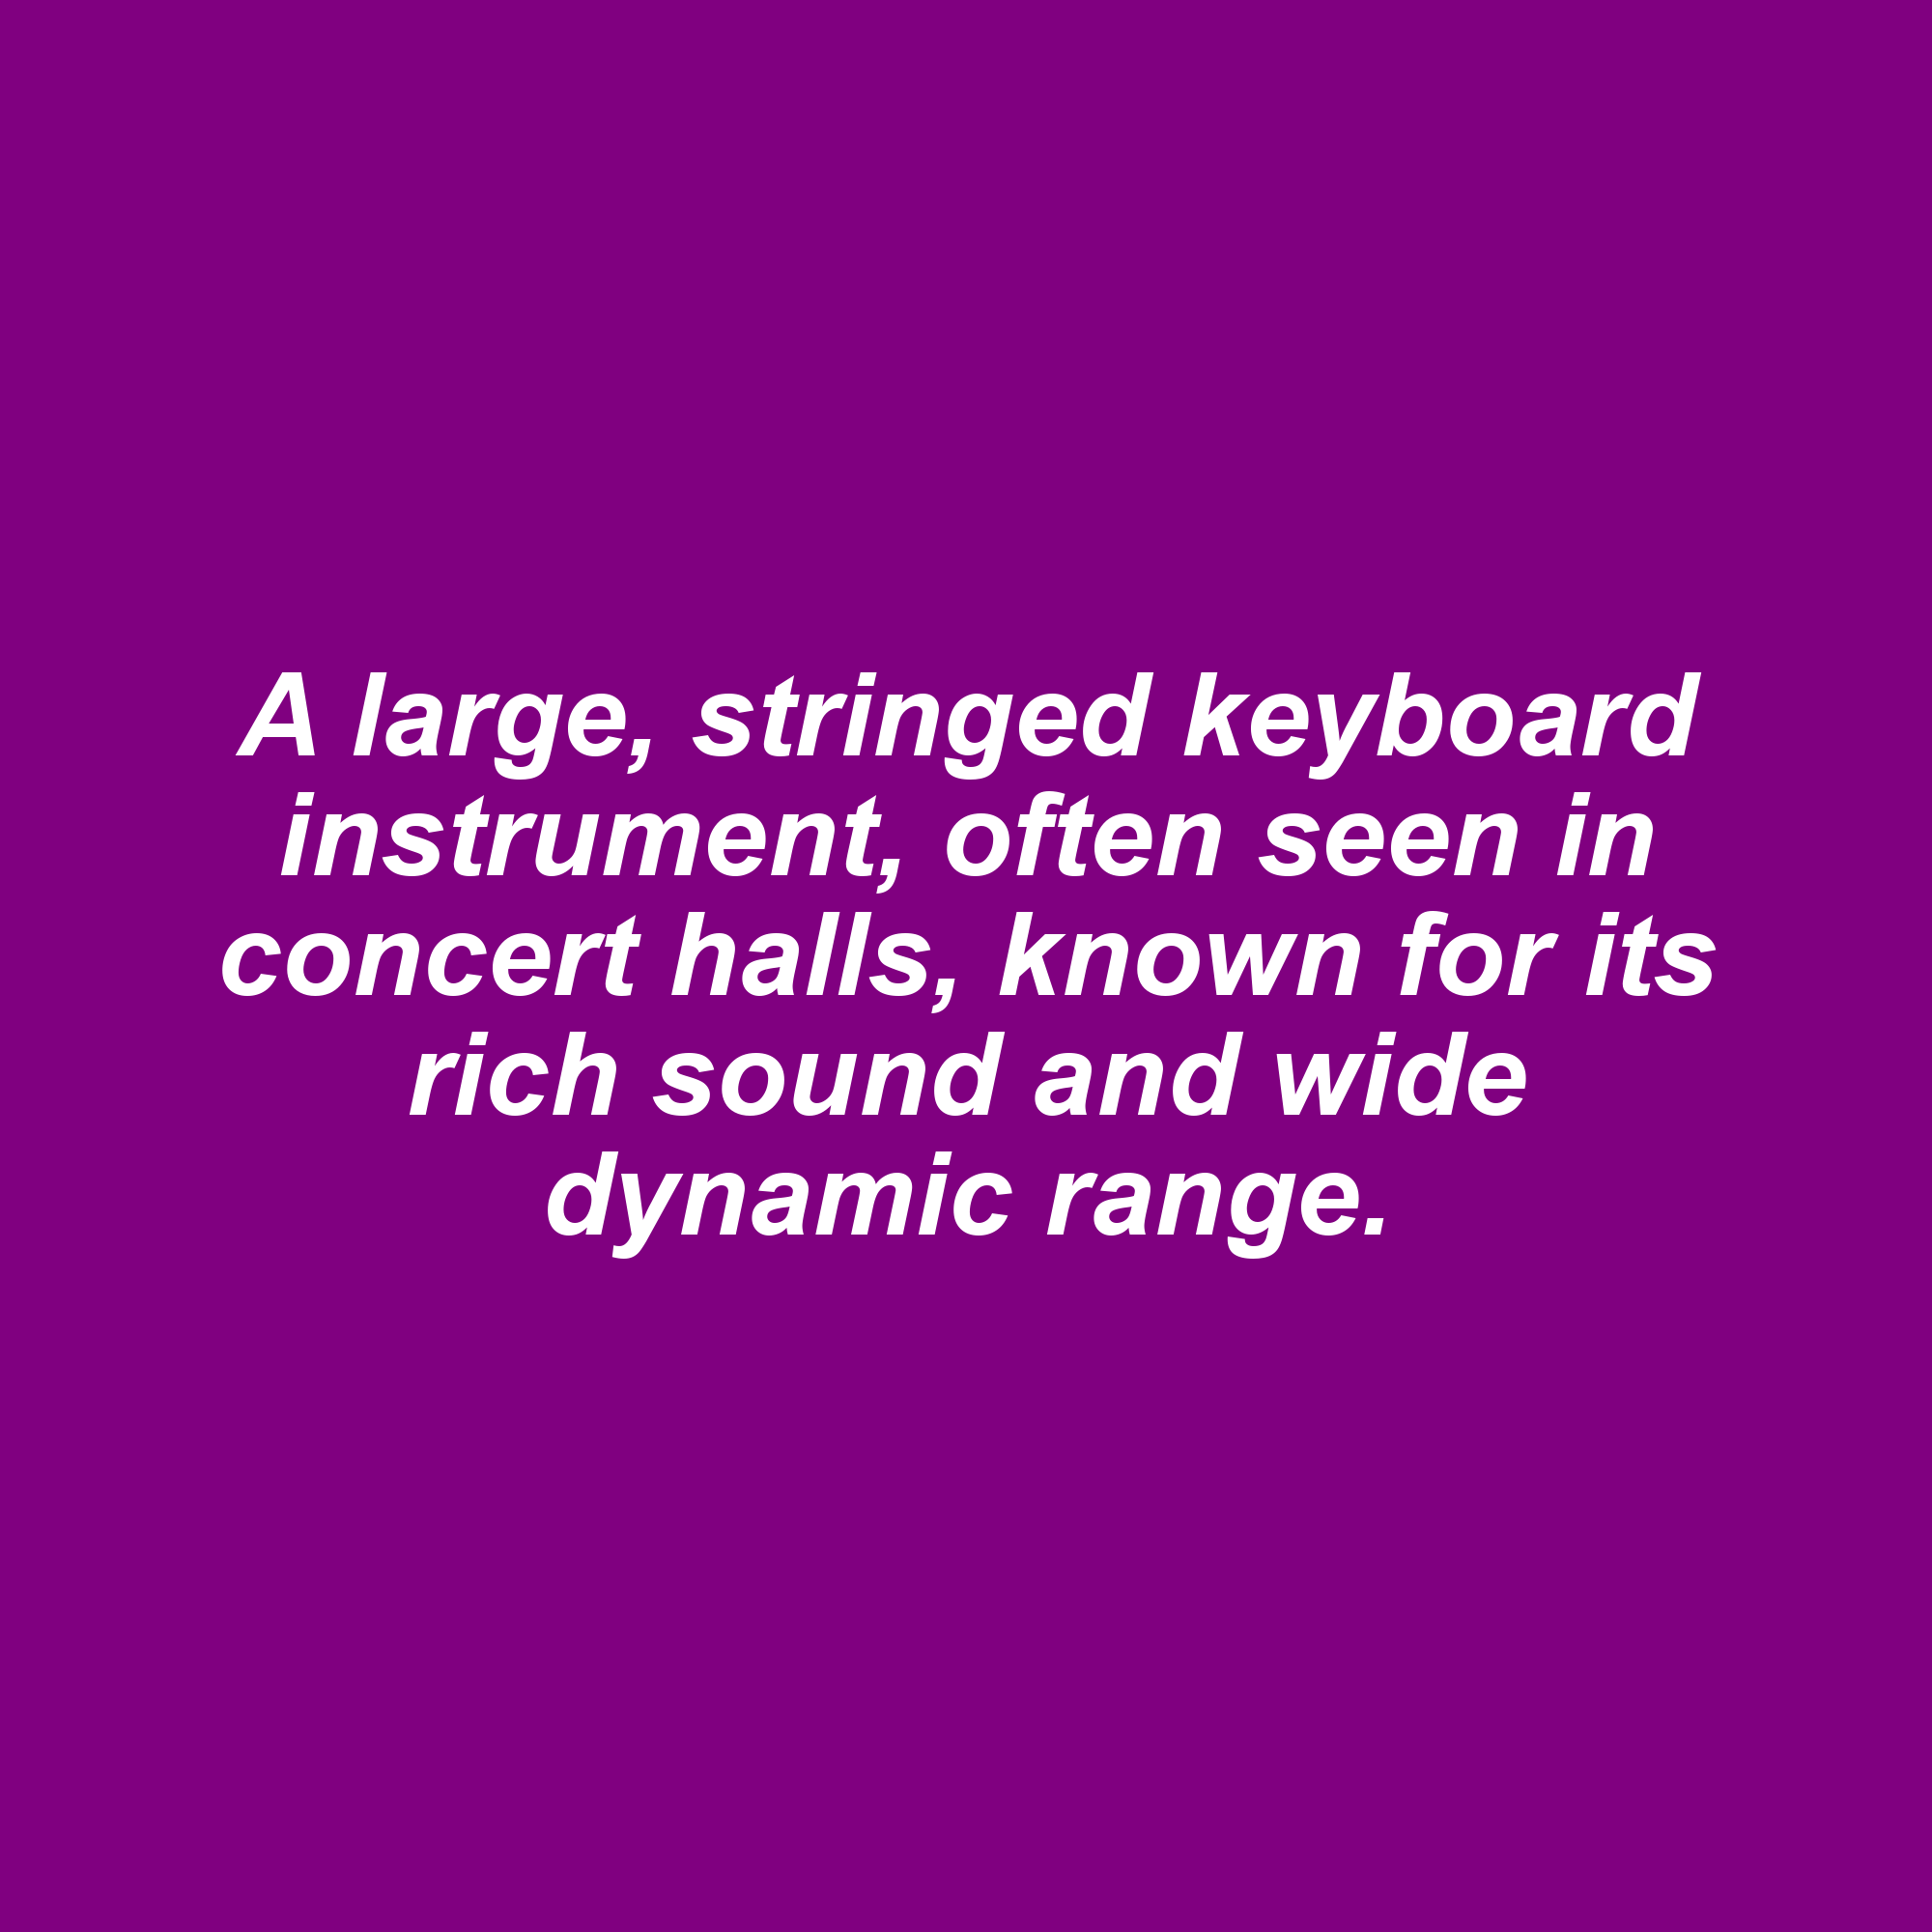 A large, stringed keyboard
instrument, often seen in
concert halls, known for its
rich sound and wide
dynamic range.